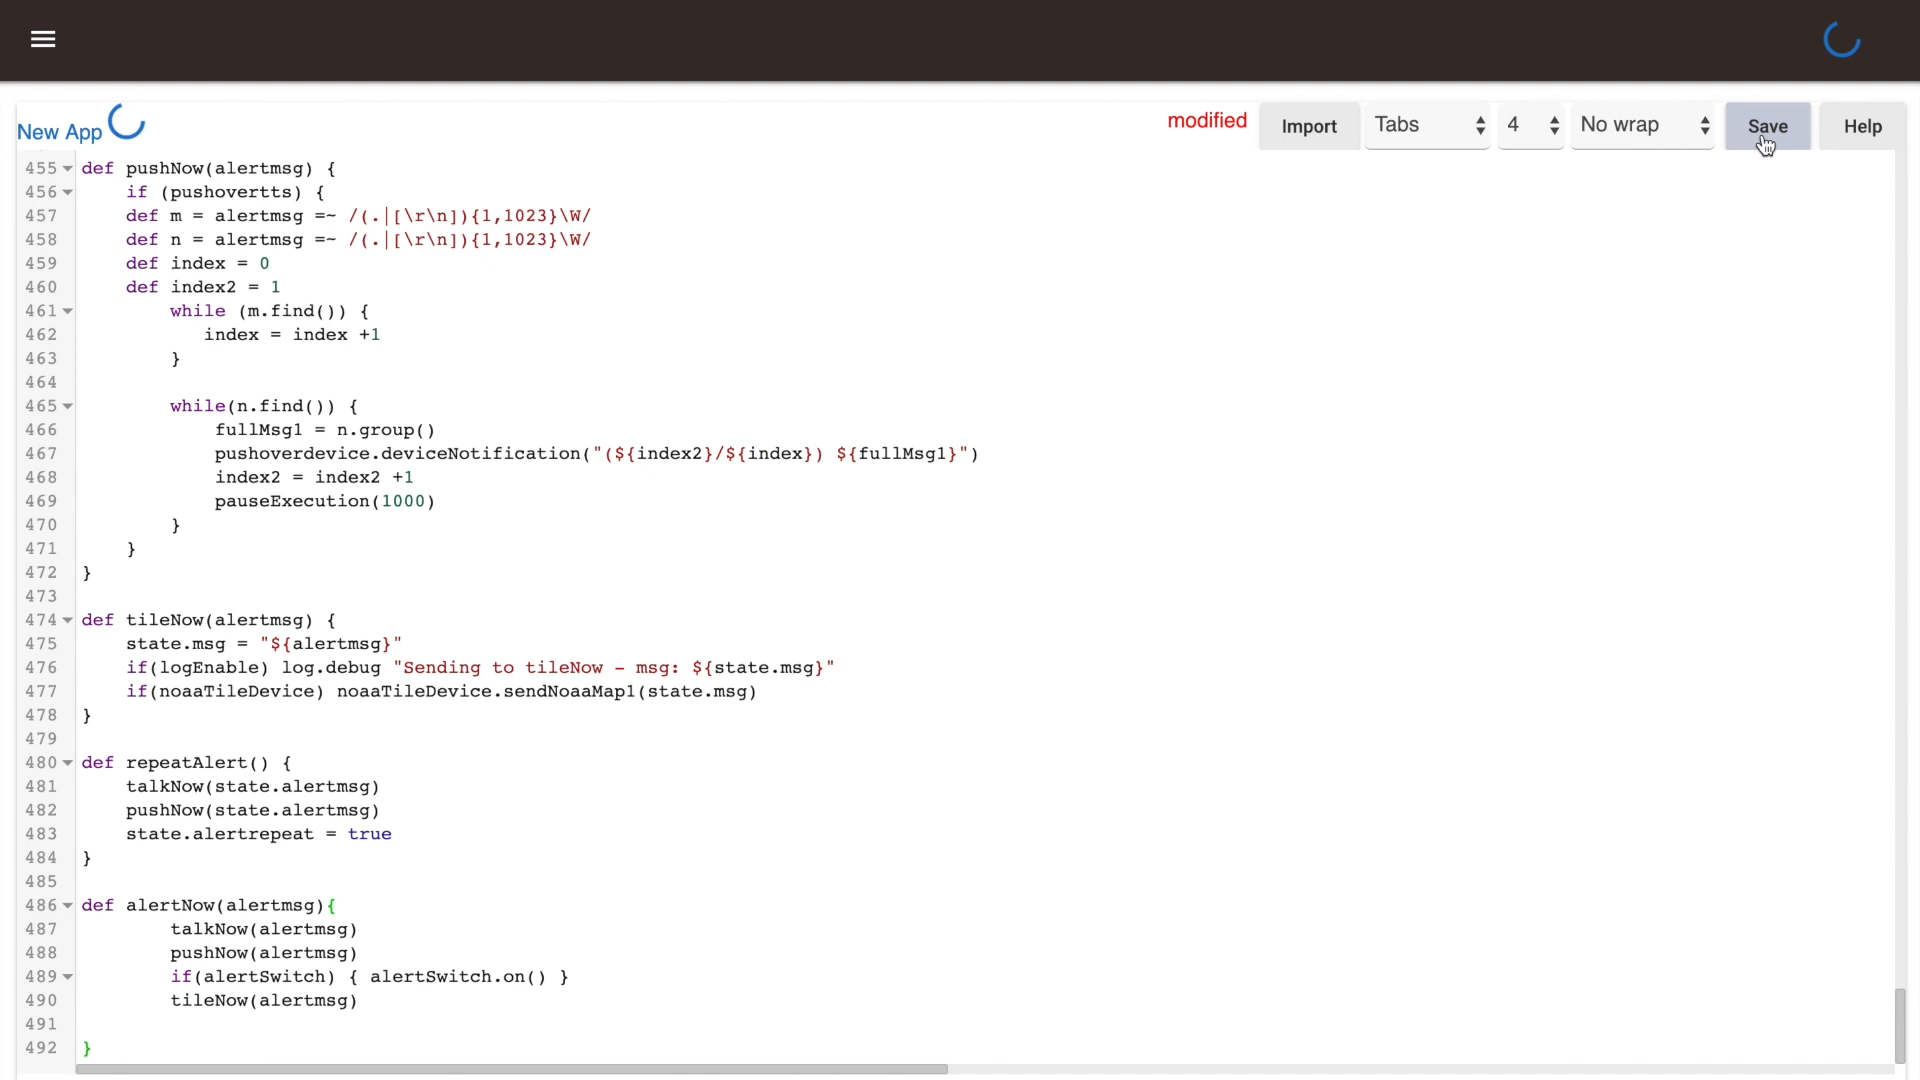 New App
modified
Import
Tabs
4
No wrap
Save
Help
455 def pushNow(alertmsg) {
456 if (pushovertts) {
457 def m = alertmsg =~ /(.|[\r\n]){1,1023}\W/
458 def n = alertmsg =~ /(.|[\r\n]){1,1023}\W/
459 def index = 0
460 def index2 = 1
461 while (m.find()) {
462 index = index +1
463 }
464
465 while(n.find()) {
466 fullMsg1 = n.group()
467 pushoverdevice.deviceNotification("(${index2}/${index}) ${fullMsg1}")
468 index2 = index2 +1
469 pauseExecution(1000)
470 }
471 }
472 }
473
474 def tileNow(alertmsg) {
475 state.msg = "${alertmsg}"
476 if(logEnable) log.debug "Sending to tileNow - msg: ${state.msg}"
477 if(noaaTileDevice) noaaTileDevice.sendNoaaMap1(state.msg)
478 }
479
480 def repeatAlert() {
481 talkNow(state.alertmsg)
482 pushNow(state.alertmsg)
483 state.alertrepeat = true
484 }
485
486 def alertNow(alertmsg){
487 talkNow(alertmsg)
488 pushNow(alertmsg)
489 if(alertSwitch) { alertSwitch.on() }
490 tileNow(alertmsg)
491
492 }